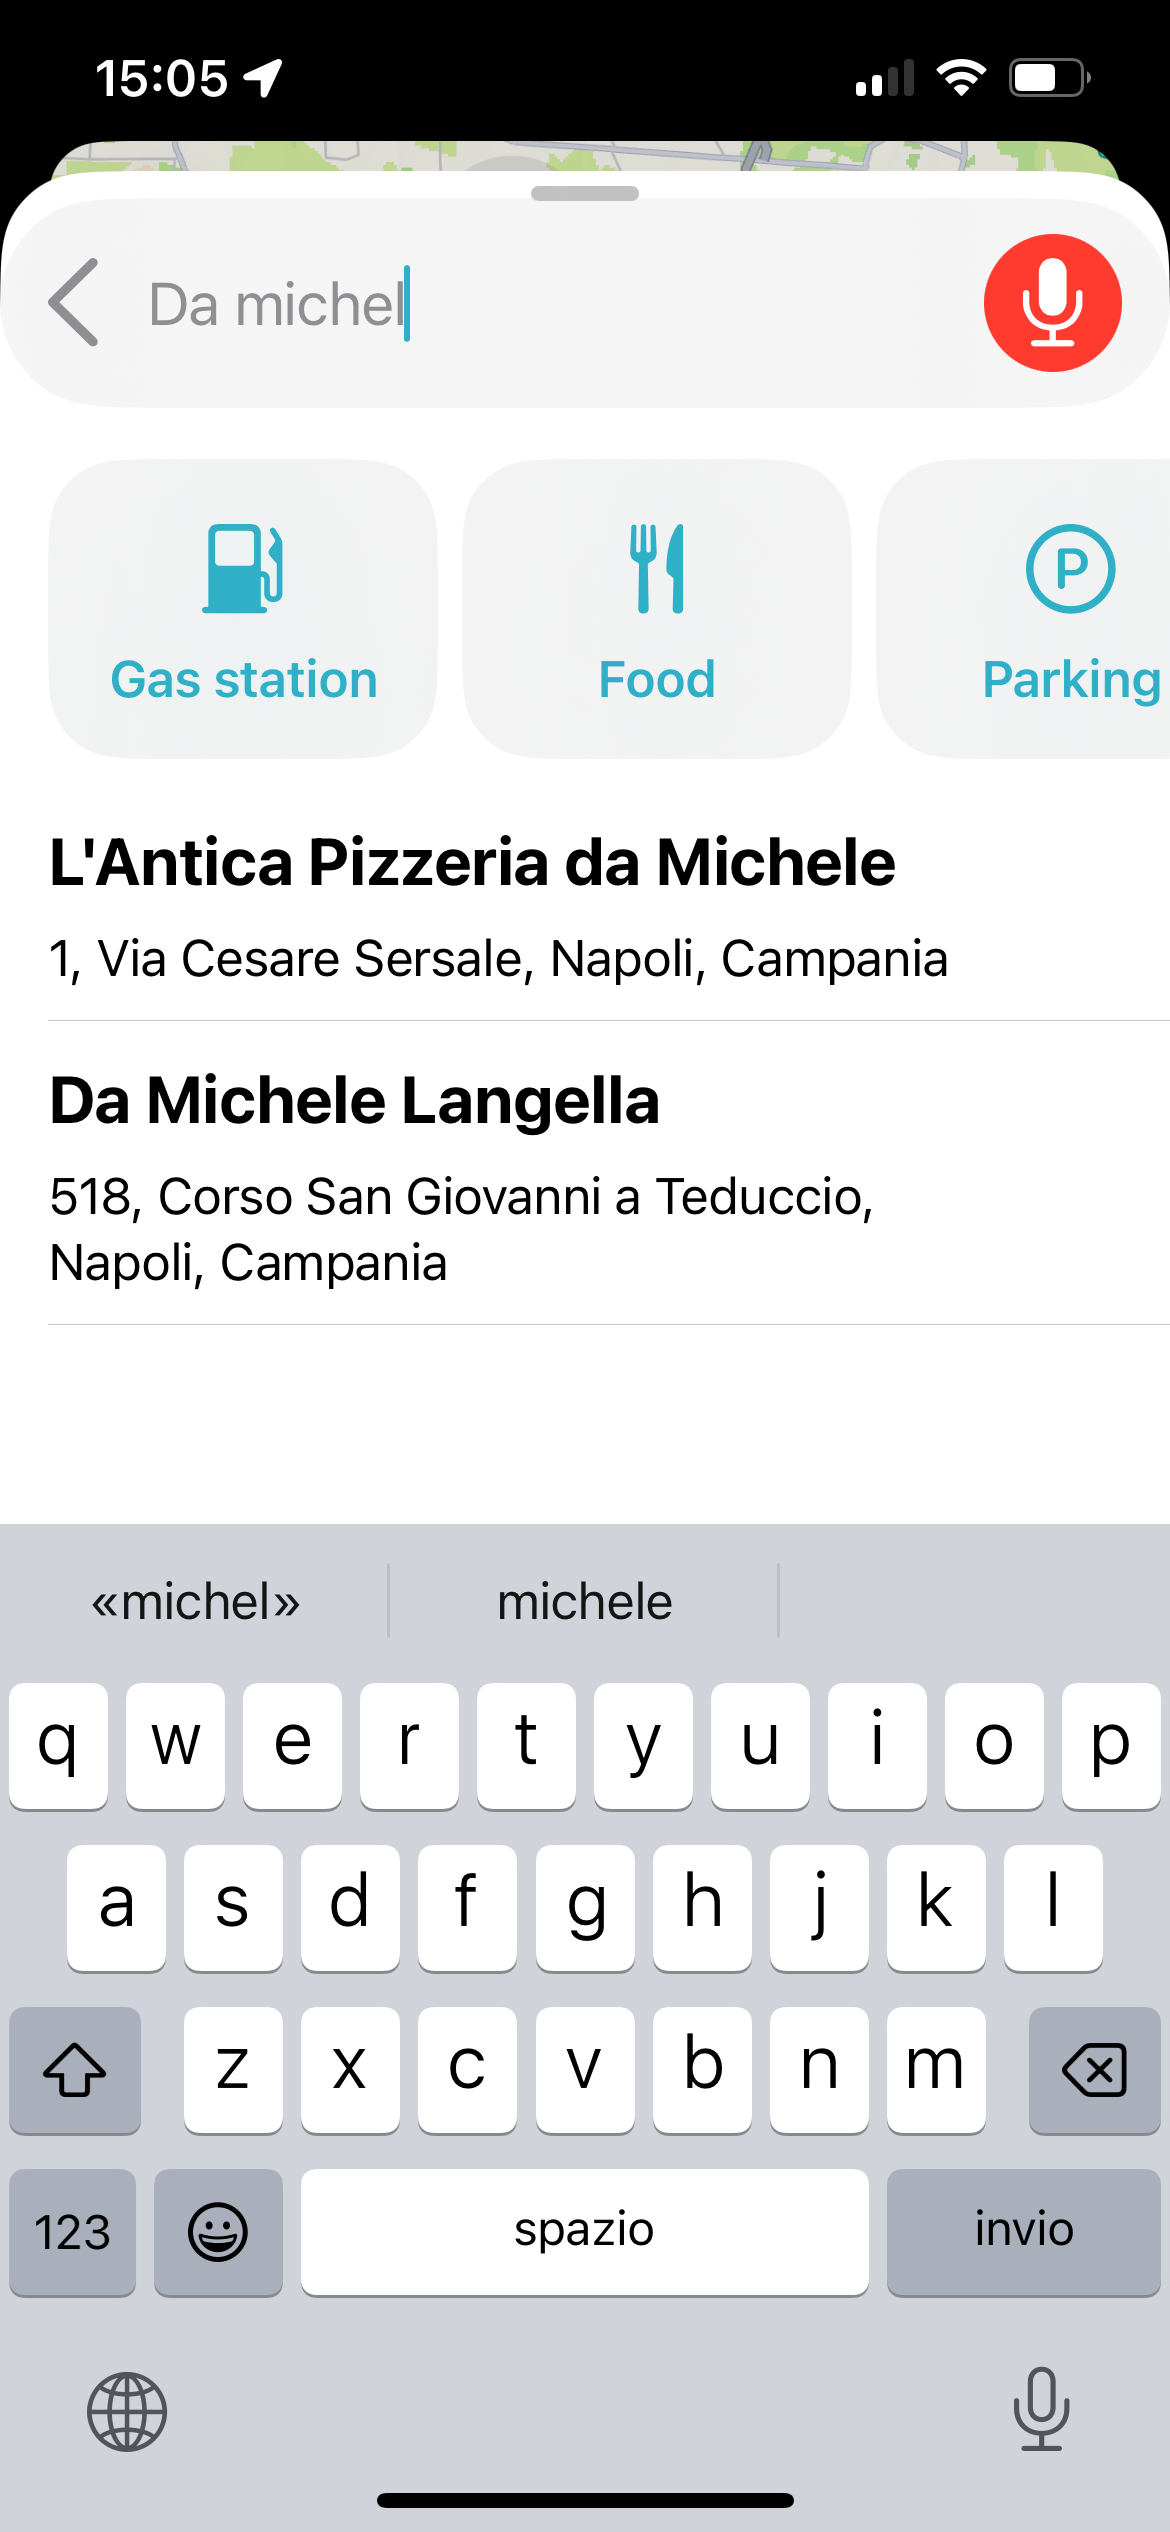 15:05
Da michel
Gas station
Food
P
Parking
L'Antica Pizzeria da Michele
1, Via Cesare Sersale, Napoli, Campania
Da Michele Langella
518, Corso San Giovanni a Teduccio,
Napoli, Campania
«michel» michele
q w e r t y u i o p
a s d f g h j k l
z x c v b n m
123 spazio invio